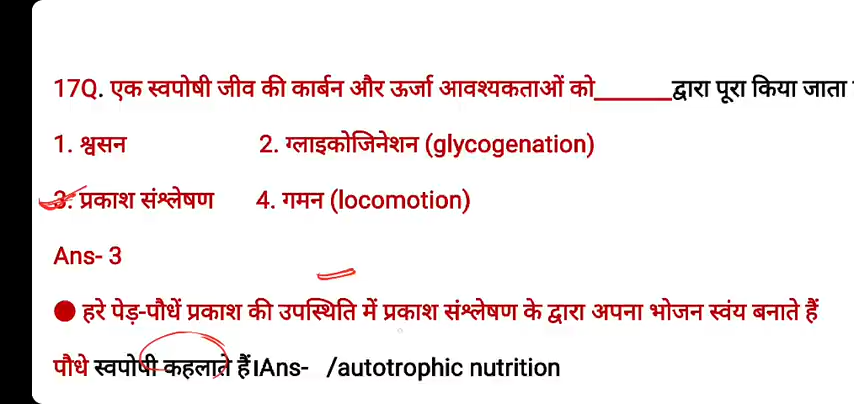 17Q. एक स्वपोषी जीव की कार्बन और ऊर्जा आवश्यकताओं को_______द्वारा पूरा किया जाता
1. श्वसन 2. ग्लाइकोजिनेशन (glycogenation)
3. प्रकाश संश्लेषण 4. गमन (locomotion)
Ans- 3
● हरे पेड़-पौधें प्रकाश की उपस्थिति में प्रकाश संश्लेषण के द्वारा अपना भोजन स्वंय बनाते हैं
पौधे स्वपोषी कहलाते हैं।Ans- /autotrophic nutrition